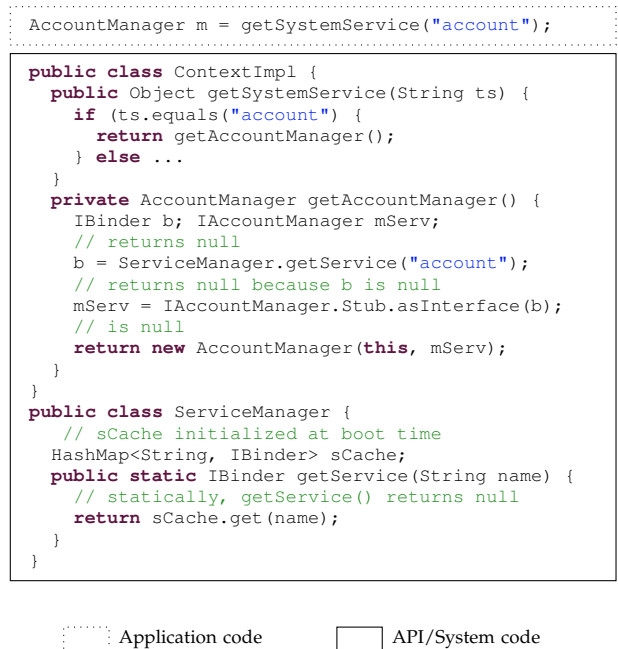 AccountManager m = getSystemService("account");
public class ContextImpl {
public Object getSystemService(String ts) {
if (ts.equals("account") {
return getAccountManager();
} else ...
}
private AccountManager getAccountManager() {
IBinder b; IAccountManager mServ;
// returns null
b = ServiceManager.getService("account");
// returns null because b is null
mServ = IAccountManager.Stub.asInterface(b);
// is null
return new AccountManager(this, mServ);
}
}
public class ServiceManager {
// sCache initialized at boot time
HashMap<String, IBinder> sCache;
public static IBinder getService(String name) {
// statically, getService() returns null
return sCache.get(name);
}
}
Application code
API/System code